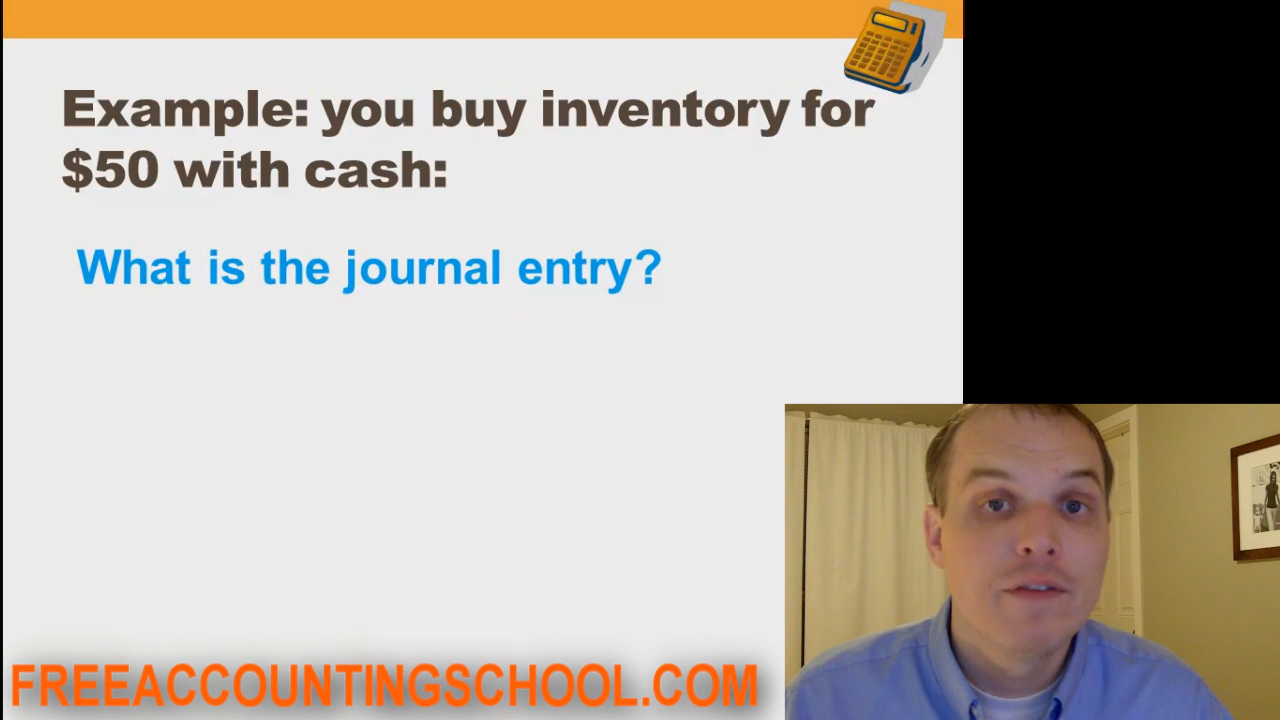 Example: you buy inventory for
$50 with cash:
What is the journal entry?
FREEACCOUNTINGSCHOOL.COM